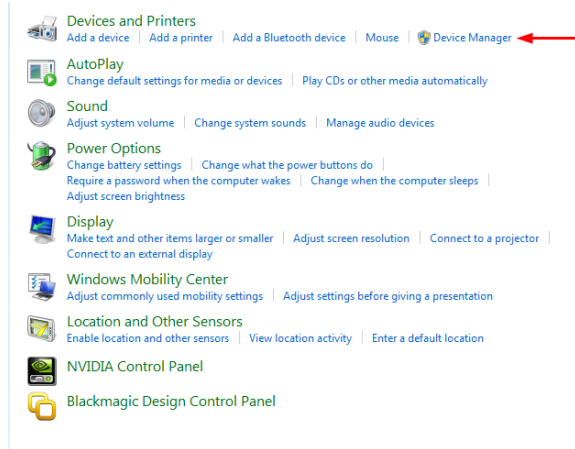 Devices and Printers
Add a device Add a printer Add a Bluetooth device Mouse Device Manager
AutoPlay
Change default settings for media or devices Play CDs or other media automatically
Sound
Adjust system volume Change system sounds Manage audio devices
Power Options
Change battery settings Change what the power buttons do
Require a password when the computer wakes Change when the computer sleeps
Adjust screen brightness
Display
Make text and other items larger or smaller Adjust screen resolution Connect to a projector
Connect to an external display
Windows Mobility Center
Adjust commonly used mobility settings Adjust settings before giving a presentation
Location and Other Sensors
Enable location and other sensors View location activity Enter a default location
NVIDIA Control Panel
Blackmagic Design Control Panel